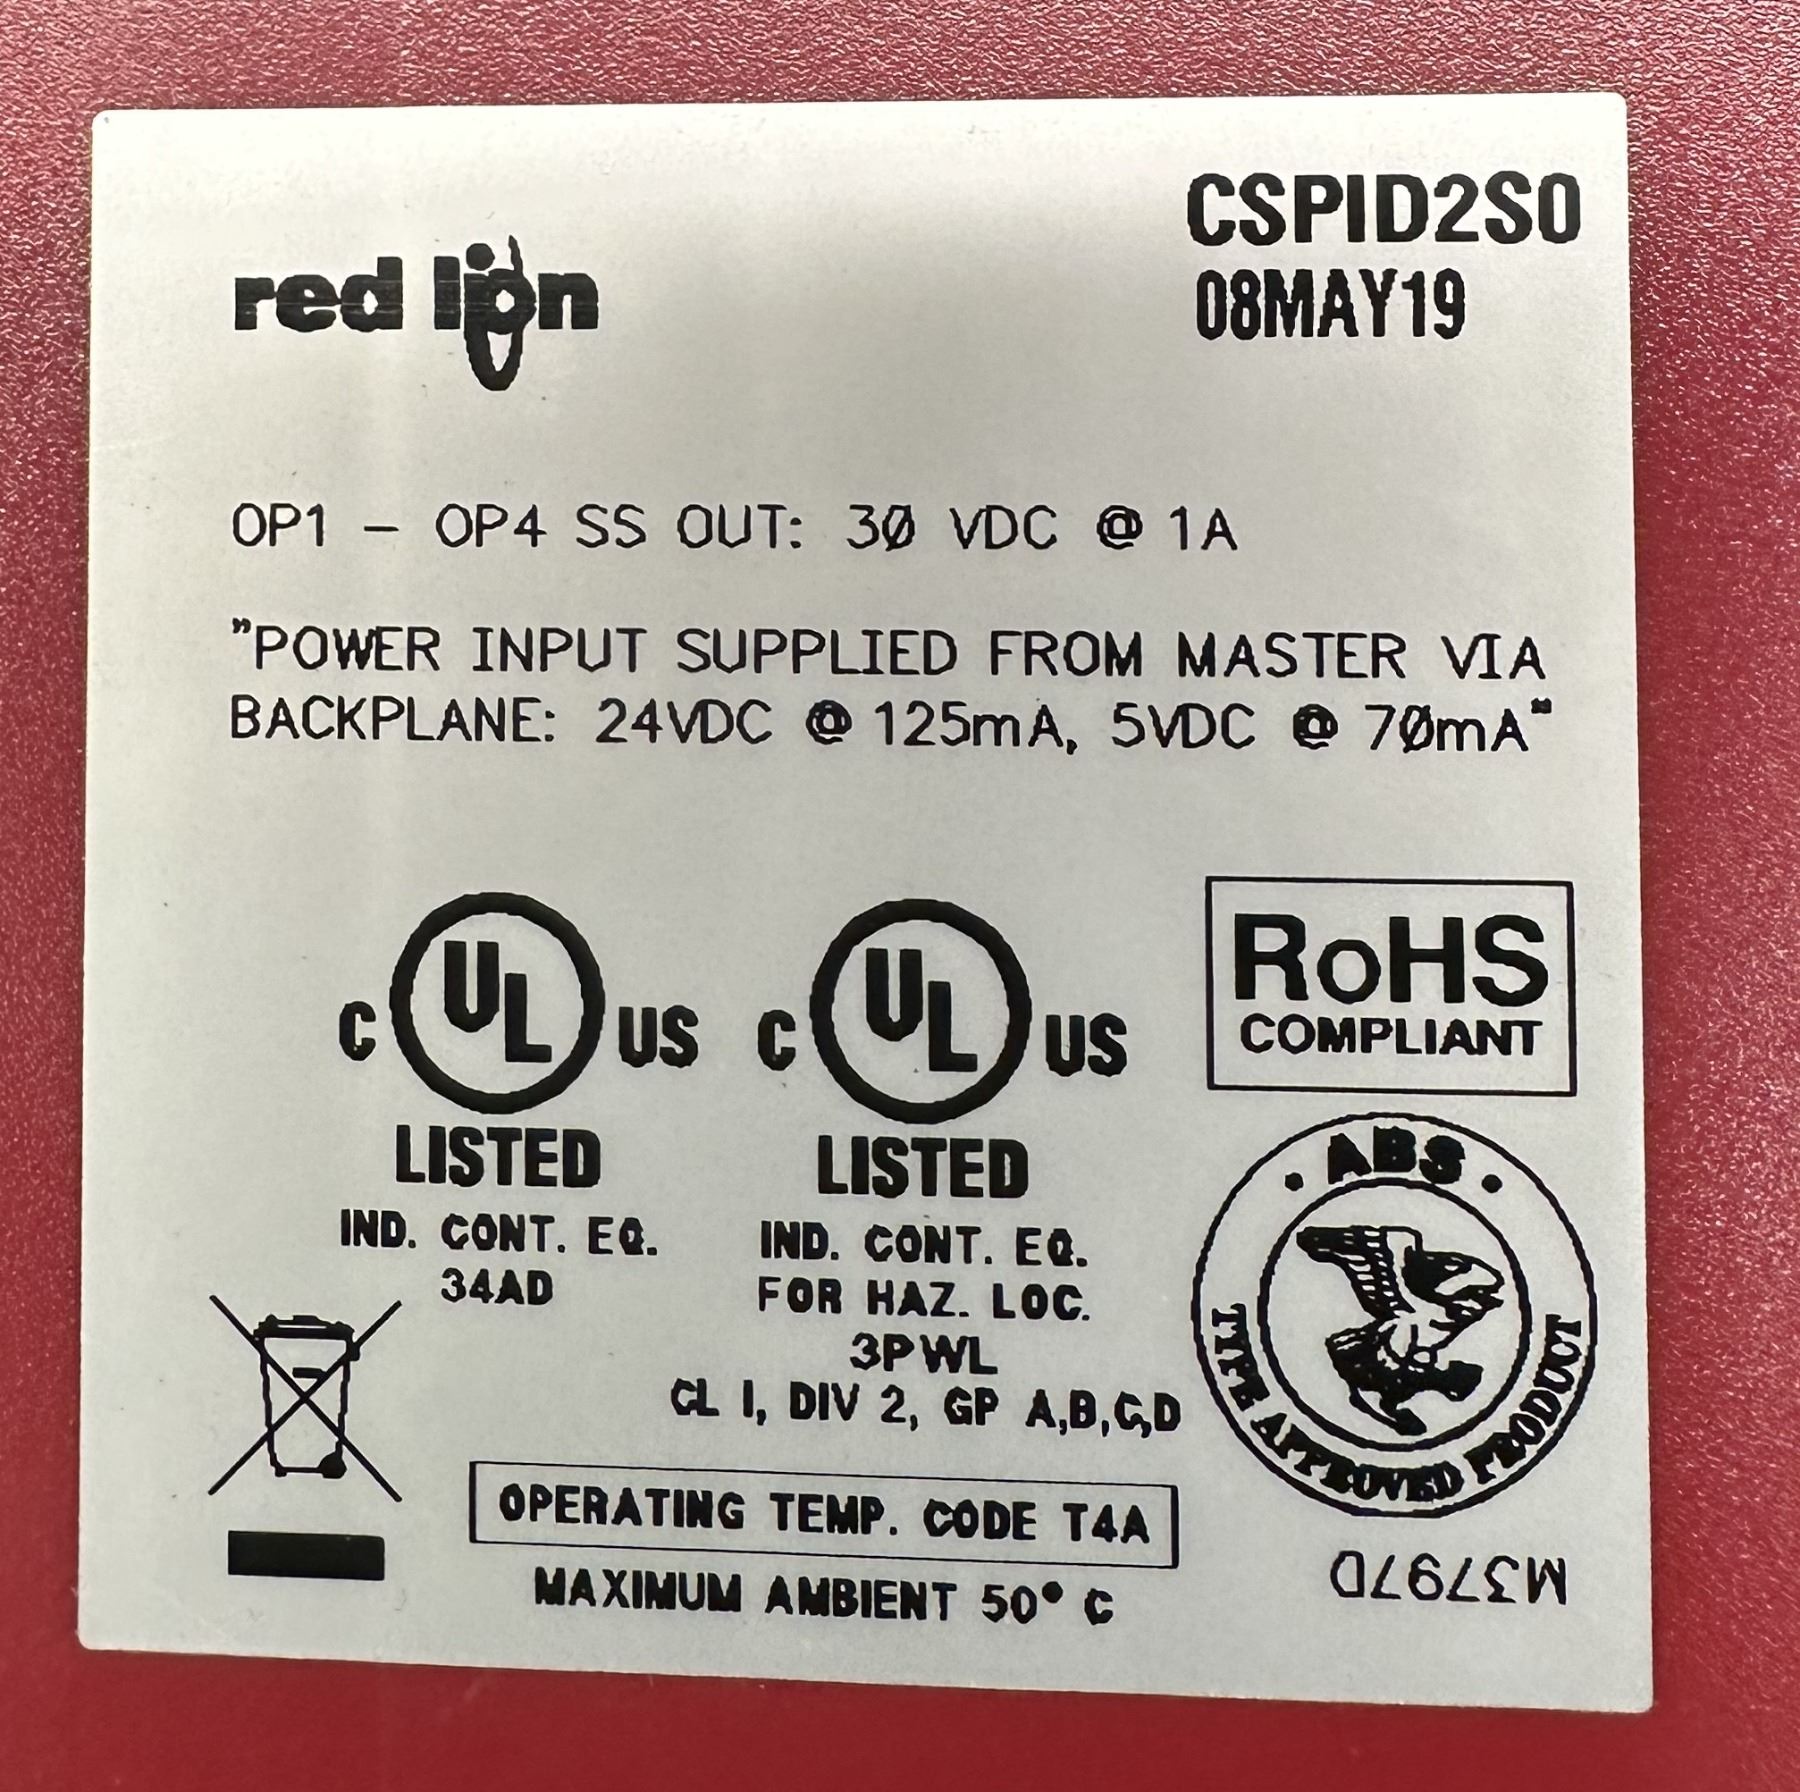 red lion
CSPID2S0
08MAY19
OP1 - OP4 SS OUT: 30 VDC @ 1A
"POWER INPUT SUPPLIED FROM MASTER VIA
BACKPLANE: 24VDC @ 125mA, 5VDC @ 70mA"
C UL US
LISTED
IND. CONT. EQ.
34AD
C UL US
LISTED
IND. CONT. EQ.
FOR HAZ. LOC.
3PWL
CL I, DIV 2, GP A,B,C,D
RoHS
COMPLIANT
• ABS •
TYPE APPROVED PRODUCT
OPERATING TEMP. CODE T4A
MAXIMUM AMBIENT 50° C
M3797D